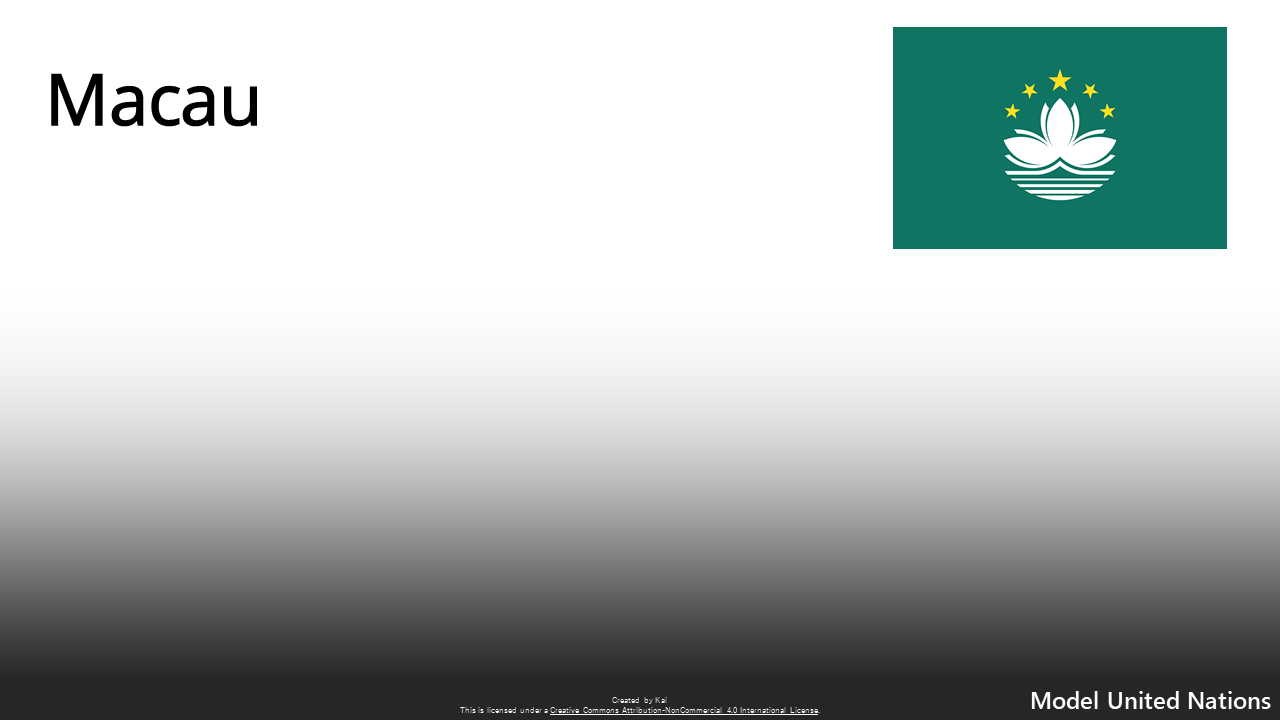 Macau
Created by Kai
This is licensed under a Creative Commons Attribution-NonCommercial 4.0 International License.
Model United Nations